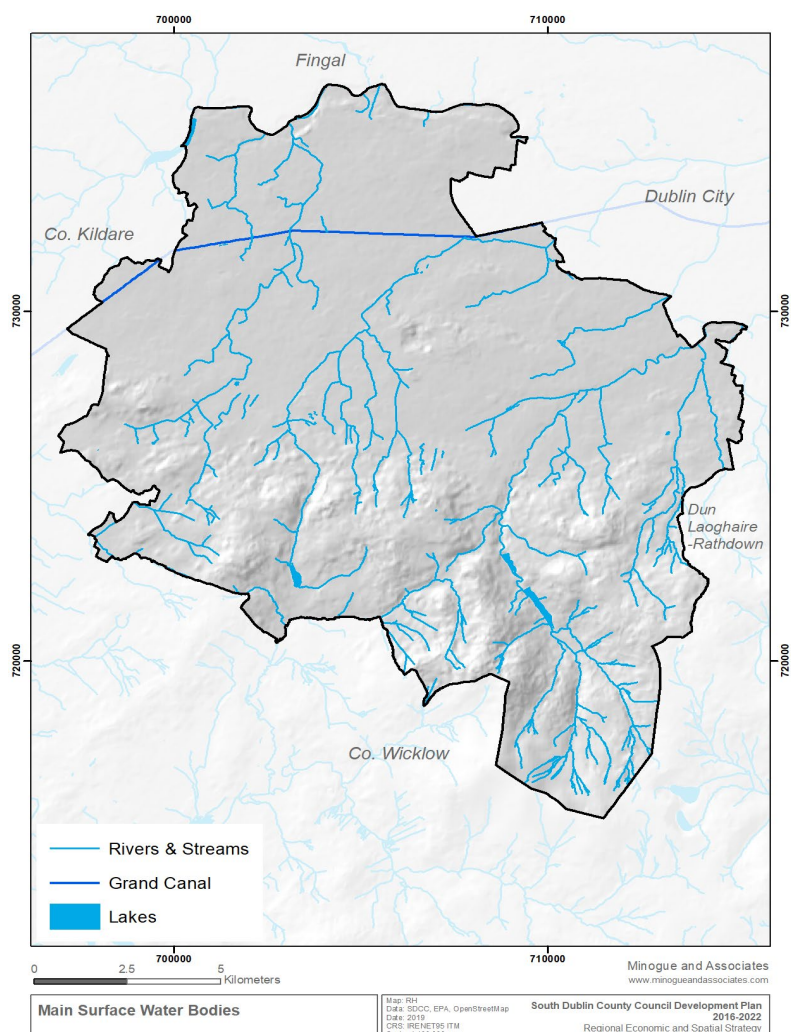 700000
710000
Fingal
Dublin City
Co. Kildare
730000
730000
Dun
Laoghaire
-Rathdown
720000
720000
Co. Wicklow
Rivers & Streams
Grand Canal
Lakes
700000
710000
0 2.5 5
Kilometers
Minogue and Associates
www.minogueandassociates.com
Main Surface Water Bodies
Map: RH
Data: SDCC, EPA, OpenStreetMap
Date: 2019
CRS: IRENET95 ITM
South Dublin County Council Development Plan
2016-2022
Regional Economic and Spatial Strategy